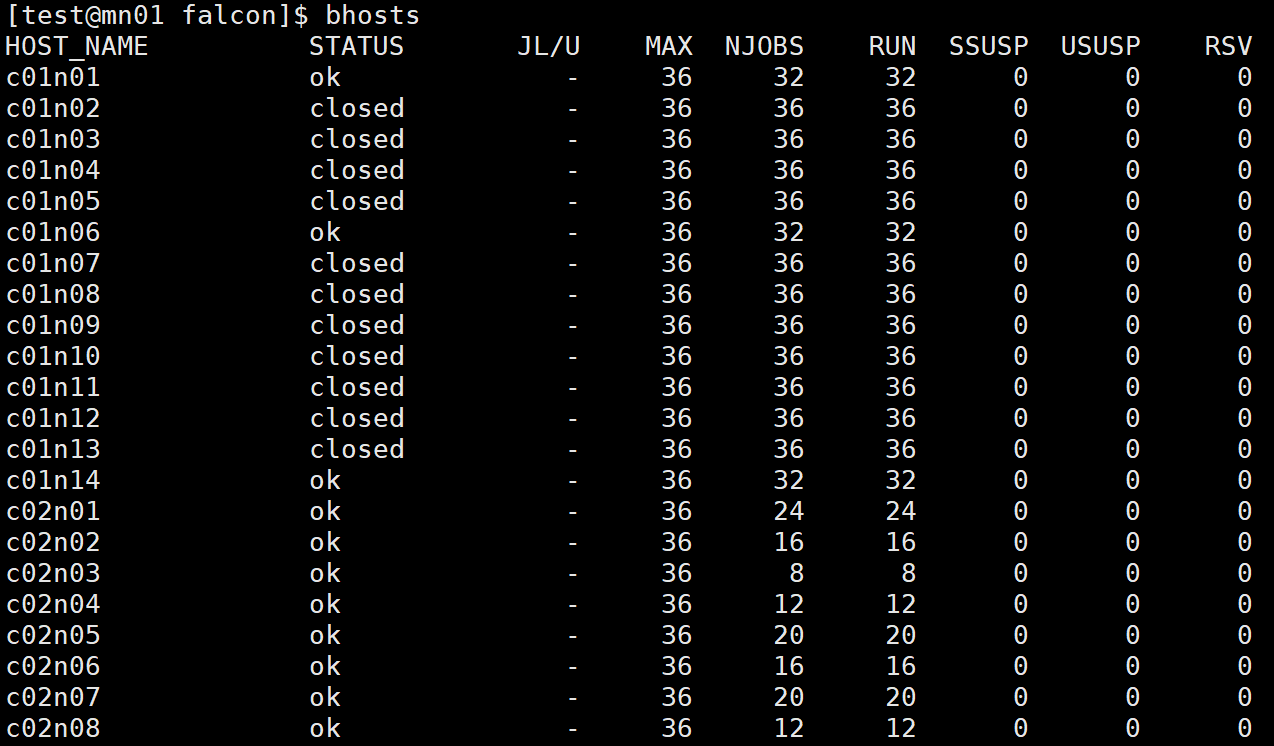 [test@mn01 falcon]$ bhosts
HOST_NAME          STATUS       JL/U    MAX  NJOBS    RUN  SSUSP  USUSP    RSV
c01n01             ok              -     36     32     32      0      0      0
c01n02             closed          -     36     36     36      0      0      0
c01n03             closed          -     36     36     36      0      0      0
c01n04             closed          -     36     36     36      0      0      0
c01n05             closed          -     36     36     36      0      0      0
c01n06             ok              -     36     32     32      0      0      0
c01n07             closed          -     36     36     36      0      0      0
c01n08             closed          -     36     36     36      0      0      0
c01n09             closed          -     36     36     36      0      0      0
c01n10             closed          -     36     36     36      0      0      0
c01n11             closed          -     36     36     36      0      0      0
c01n12             closed          -     36     36     36      0      0      0
c01n13             closed          -     36     36     36      0      0      0
c01n14             ok              -     36     32     32      0      0      0
c02n01             ok              -     36     24     24      0      0      0
c02n02             ok              -     36     16     16      0      0      0
c02n03             ok              -     36      8      8      0      0      0
c02n04             ok              -     36     12     12      0      0      0
c02n05             ok              -     36     20     20      0      0      0
c02n06             ok              -     36     16     16      0      0      0
c02n07             ok              -     36     20     20      0      0      0
c02n08             ok              -     36     12     12      0      0      0